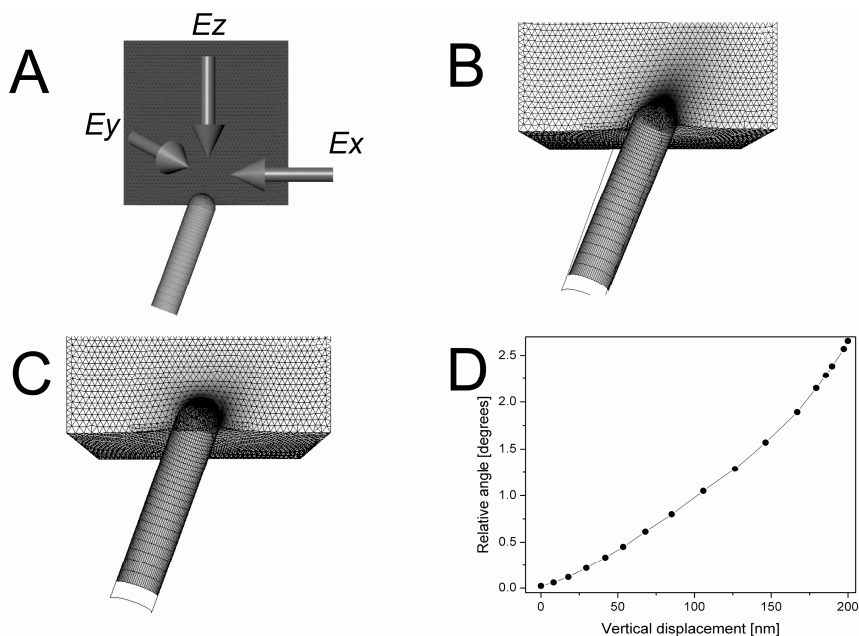 A
Ez
Ey
Ex
B
C
D
Relative angle [degrees]
2.5
2.0
1.5
1.0
0.5
0.0
0
50
100
150
200
Vertical displacement [nm]